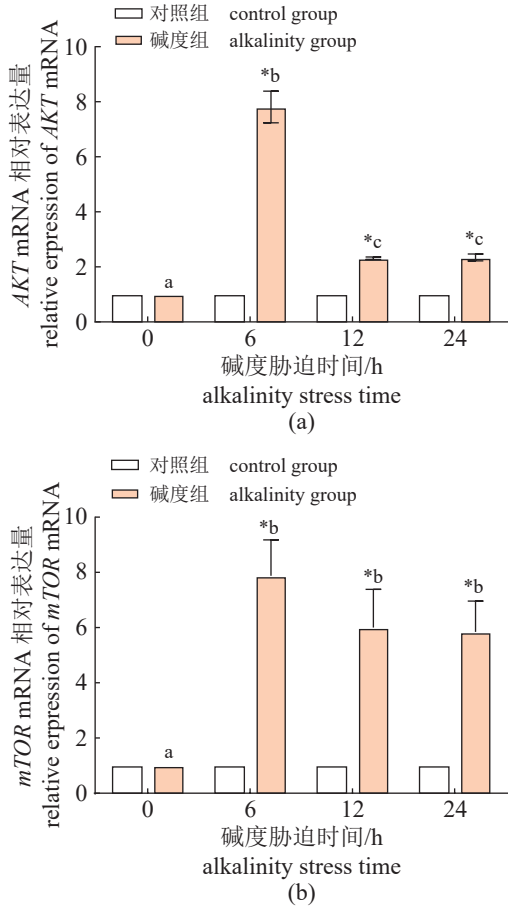 对照组 control group
碱度组 alkalinity group
AKT mRNA 相对表达量
relative erpression of AKT mRNA
10
8
6
4
2
0
a
*b
*c
*c
0 6 12 24
碱度胁迫时间/h
alkalinity stress time
(a)
对照组 control group
碱度组 alkalinity group
mTOR mRNA 相对表达量
relative erpression of mTOR mRNA
10
8
6
4
2
0
a
*b
*b
*b
0 6 12 24
碱度胁迫时间/h
alkalinity stress time
(b)